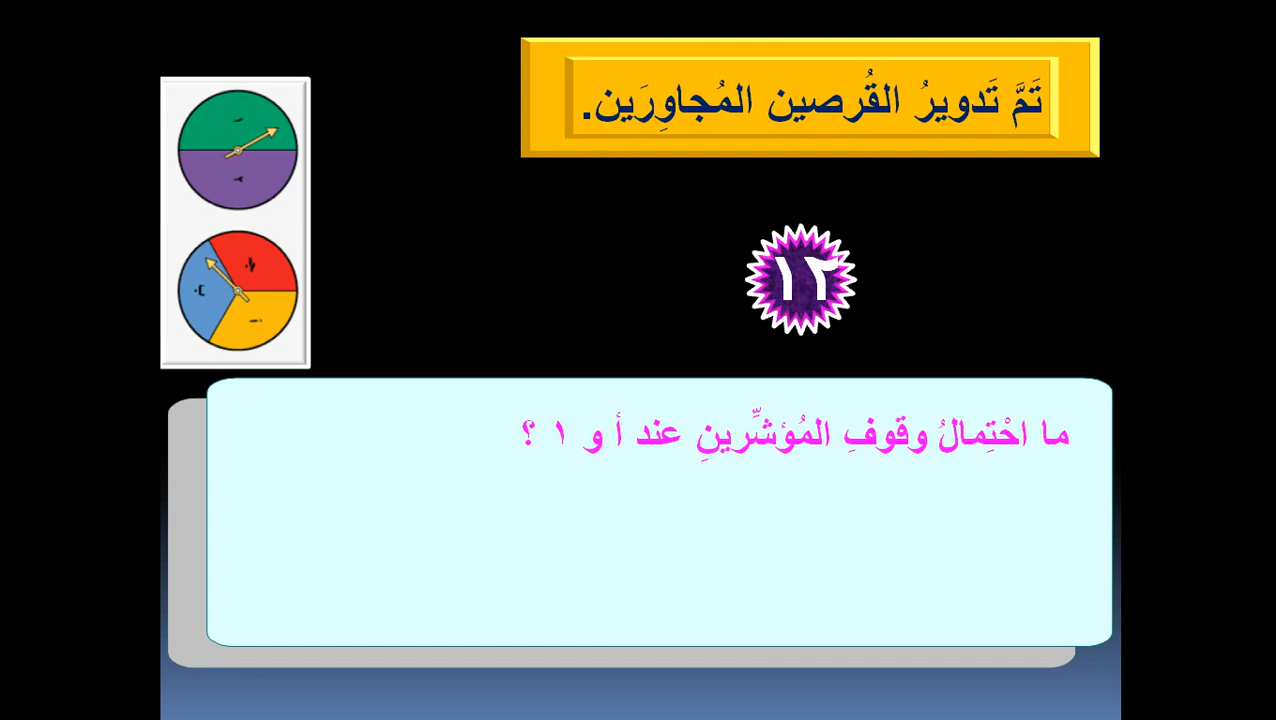 تَمَّ تَدويرُ القُرصين المُجاوِرَين.
١٢
ما احْتِمالُ وقوفِ المُؤشِّرينِ عند أ و ١ ؟